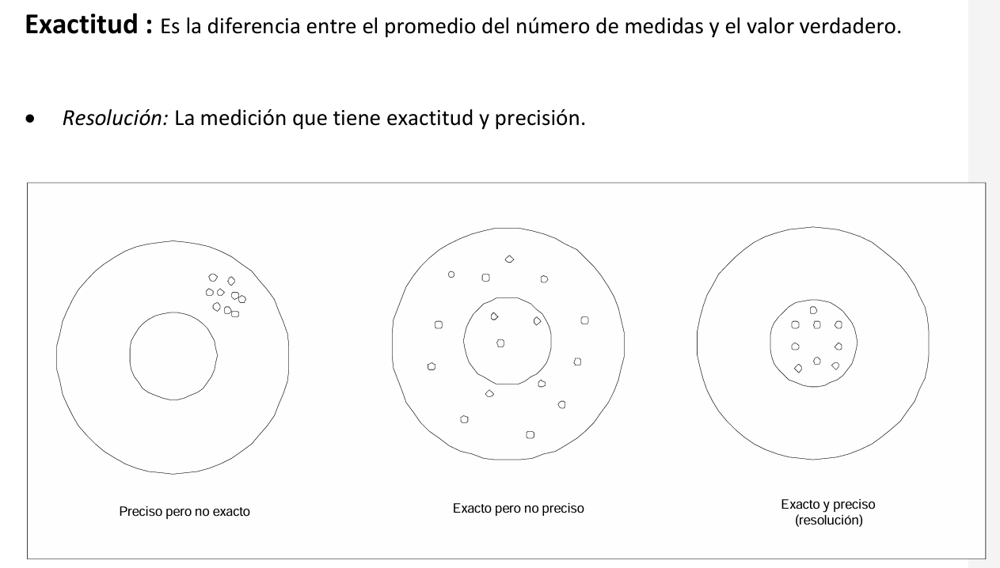 Exactitud : Es la diferencia entre el promedio del número de medidas y el valor verdadero.
• Resolución: La medición que tiene exactitud y precisión.
Preciso pero no exacto
Exacto pero no preciso
Exacto y preciso
(resolución)